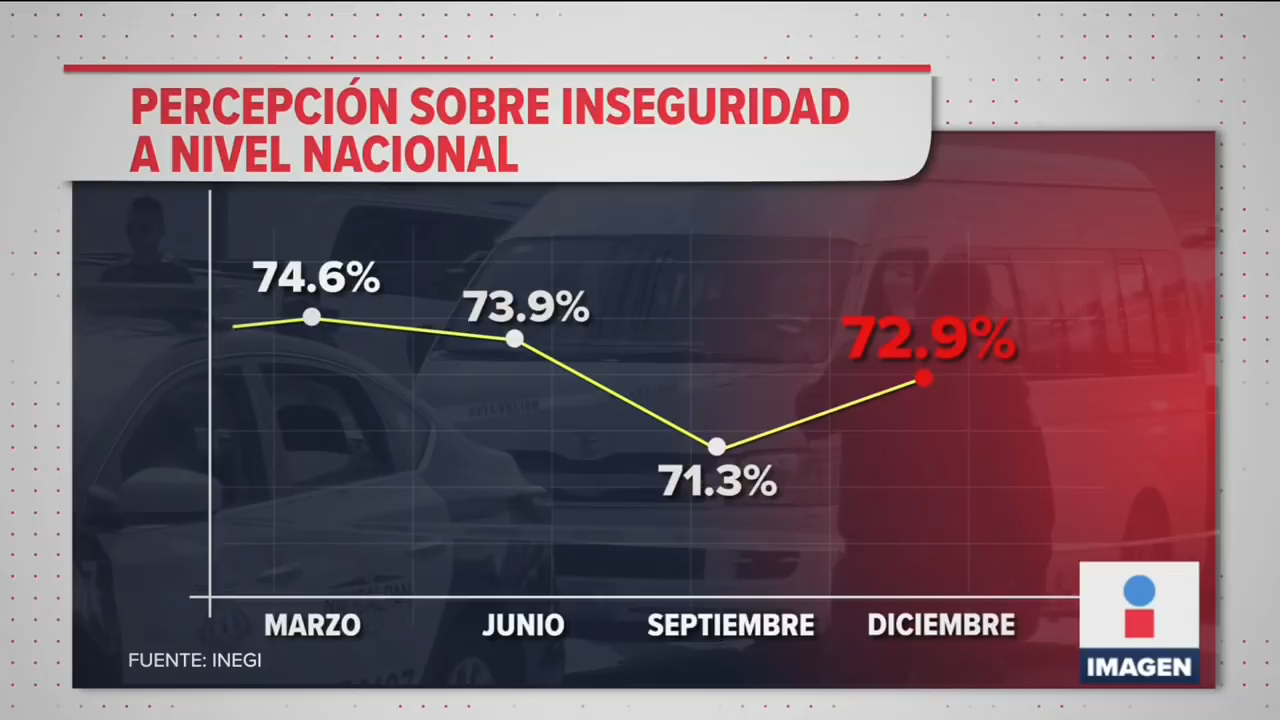 PERCEPCIÓN SOBRE INSEGURIDAD
A NIVEL NACIONAL
74.6%
73.9%
71.3%
72.9%
MARZO JUNIO SEPTIEMBRE DICIEMBRE
FUENTE: INEGI
IMAGEN